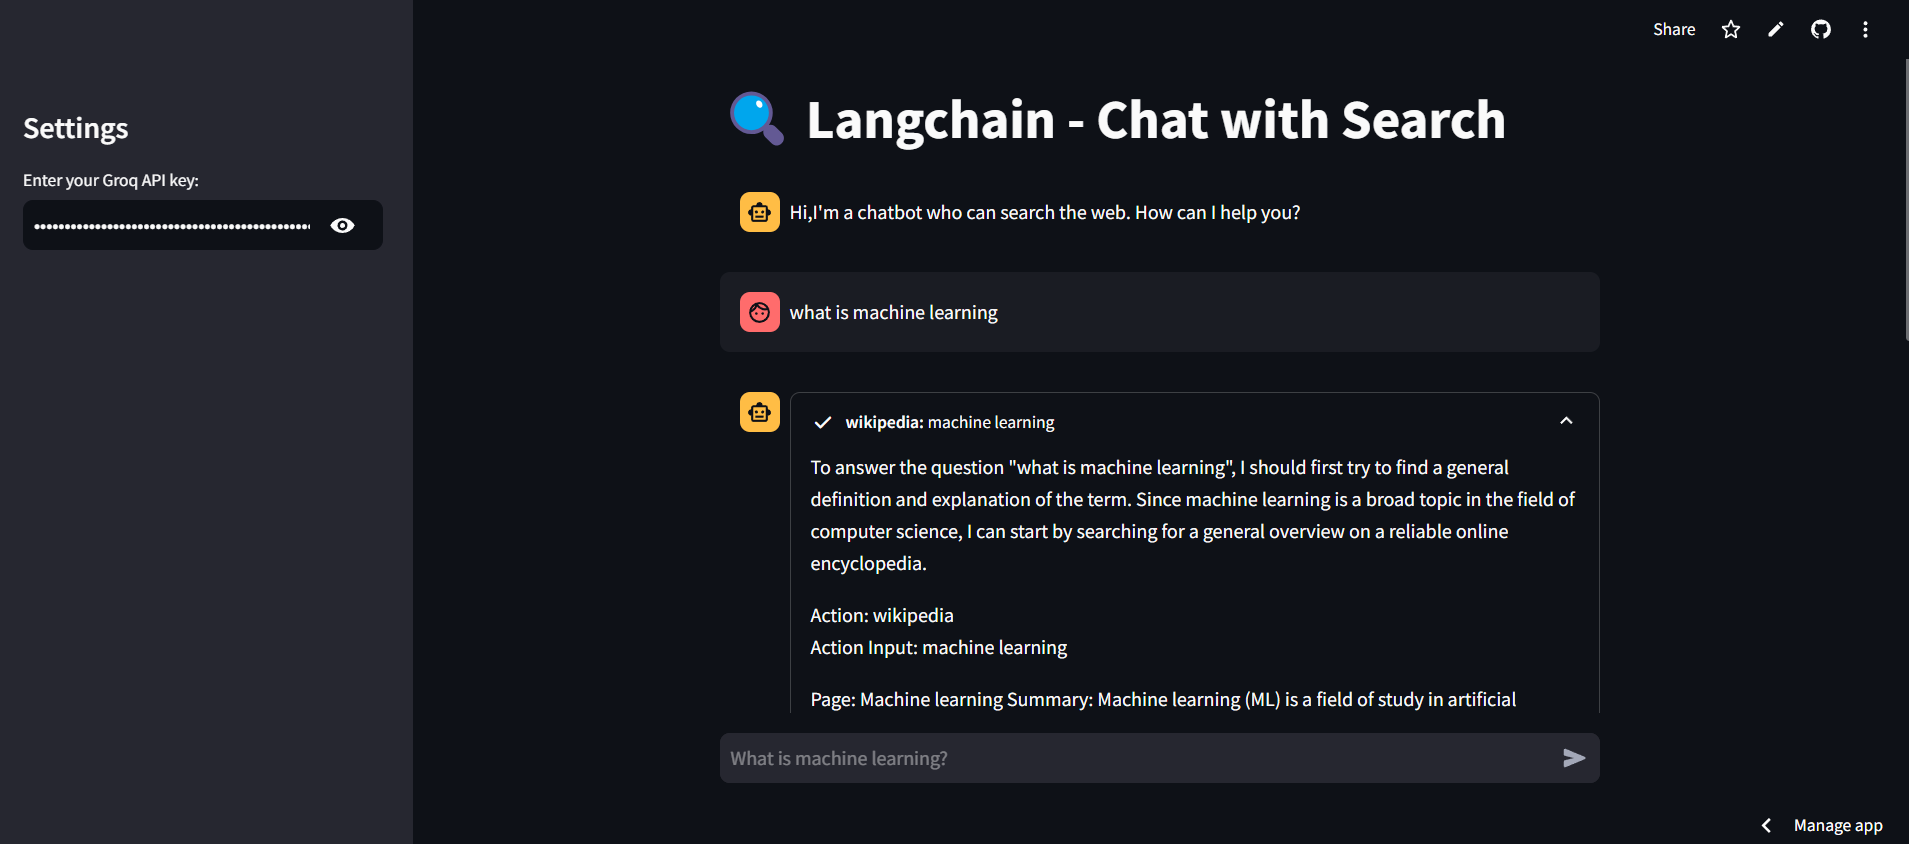 Share
Settings
Enter your Groq API key:
Langchain - Chat with Search
Hi,I'm a chatbot who can search the web. How can I help you?
what is machine learning
wikipedia: machine learning
To answer the question "what is machine learning", I should first try to find a general
definition and explanation of the term. Since machine learning is a broad topic in the field of
computer science, I can start by searching for a general overview on a reliable online
encyclopedia.
Action: wikipedia
Action Input: machine learning
Page: Machine learning Summary: Machine learning (ML) is a field of study in artificial
What is machine learning?
Manage app